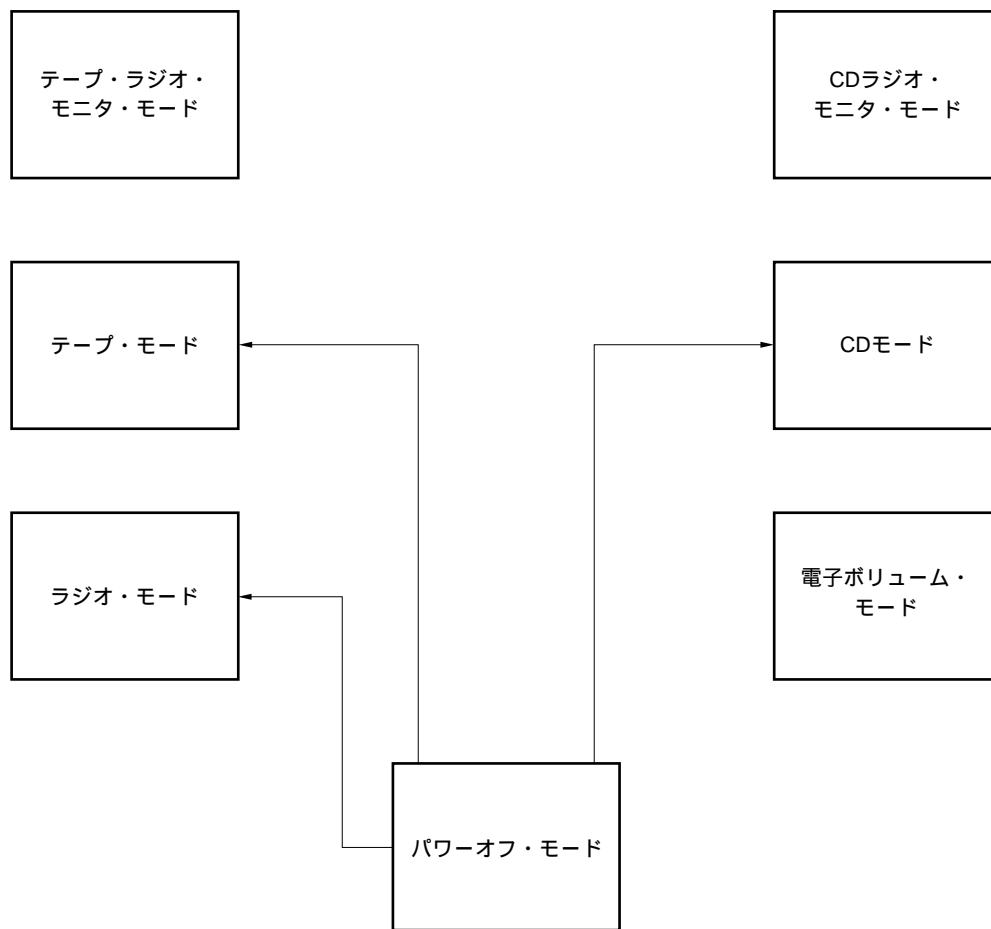 テープ・ラジオ・
モニタ・モード
CDラジオ・
モニタ・モード
テープ・モード
CDモード
ラジオ・モード
電子ボリューム・
モード
パワーオフ・モード